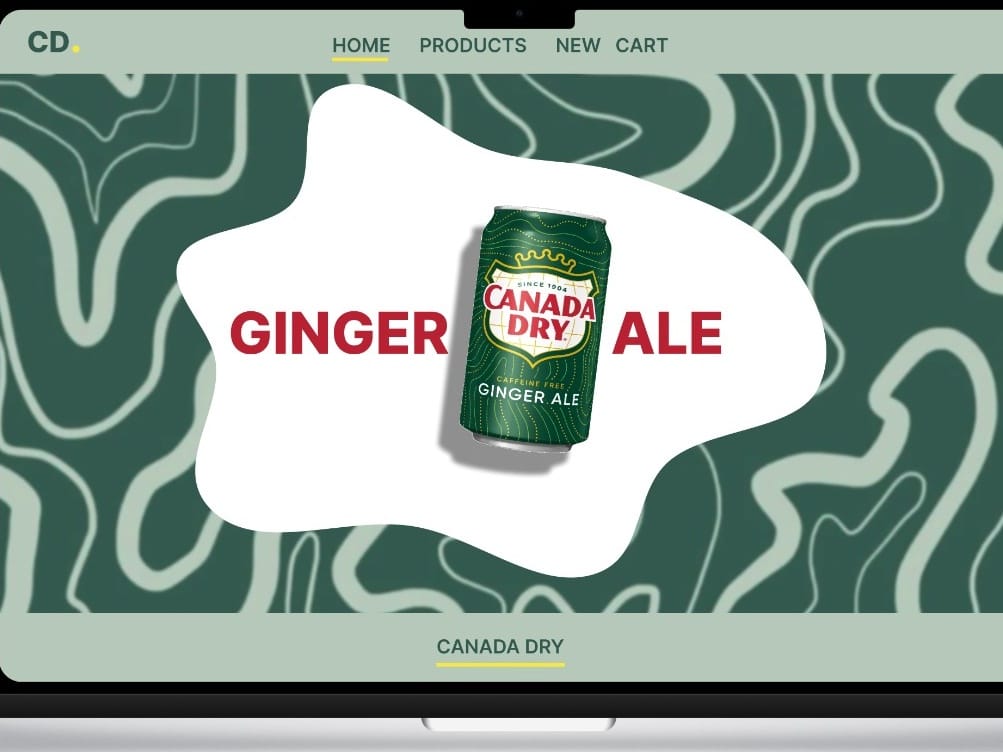 CD.
HOME PRODUCTS NEW CART
GINGER ALE
SINCE 1904
CANADA
DRY
CAFFEINE FREE
GINGER ALE
CANADA DRY